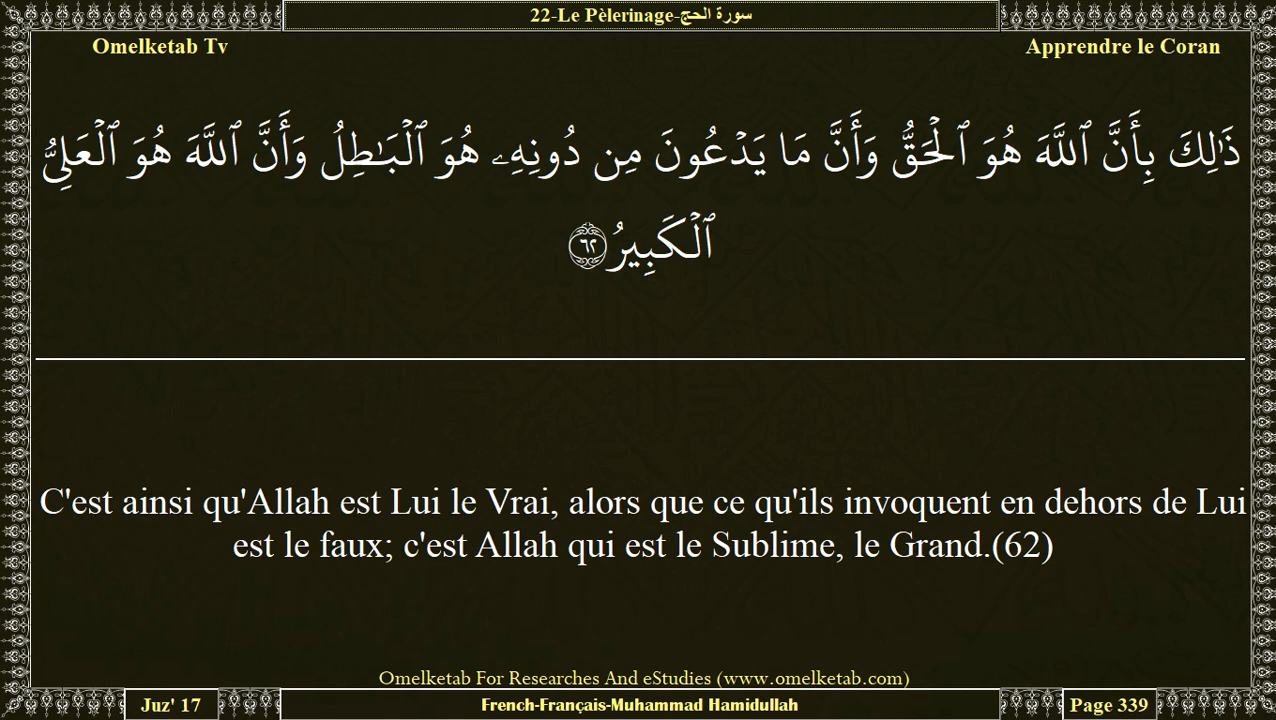 22-Le Pèlerinage-سورة الحج
Omelketab Tv
Apprendre le Coran
ذَٰلِكَ بِأَنَّ ٱللَّهَ هُوَ ٱلْحَقُّ وَأَنَّ مَا يَدْعُونَ مِن دُونِهِۦ هُوَ ٱلْبَـٰطِلُ وَأَنَّ ٱللَّهَ هُوَ ٱلْعَلِىُّ
ٱلْكَبِيرُ ٦٢
C'est ainsi qu'Allah est Lui le Vrai, alors que ce qu'ils invoquent en dehors de Lui
est le faux; c'est Allah qui est le Sublime, le Grand.(62)
Omelketab For Researches And eStudies (www.omelketab.com)
Juz' 17
French-Français-Muhammad Hamidullah
Page 339